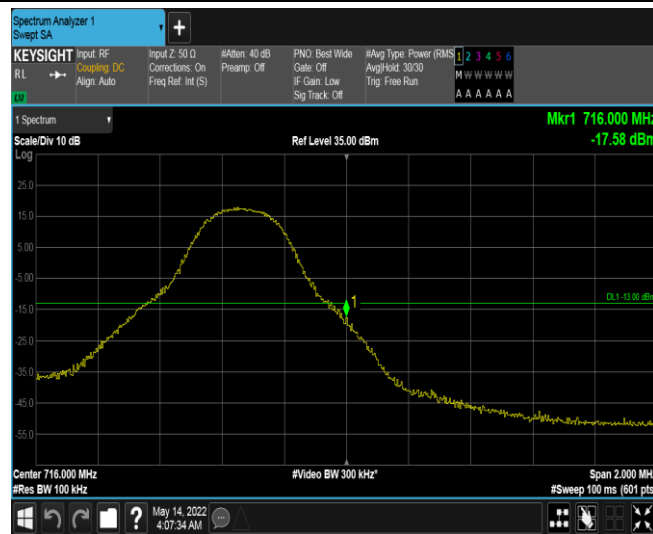 Spectrum Analyzer 1
Swept SA
+
KEYSIGHT
RL
Input: RF
Coupling: DC
Align: Auto
Input Z: 50 Ω
Corrections: On
Freq Ref: Int (S)
#Atten: 40 dB
Preamp: Off
PNO: Best Wide
Gate: Off
IF Gain: Low
Sig Track: Off
#Avg Type: Power (RMS
Avg|Hold: 30/30
Trig: Free Run
1 2 3 4 5 6
M W W W W W
A A A A A A
1 Spectrum
Scale/Div 10 dB
Log
Ref Level 35.00 dBm
Mkr1 716.000 MHz
-17.58 dBm
25.0
15.0
5.00
-5.00
-15.0
-25.0
-35.0
-45.0
-55.0
1
DL1 -13.00 dBm
Center 716.000 MHz
#Res BW 100 kHz
#Video BW 300 kHz*
Span 2.000 MHz
#Sweep 100 ms (601 pts
?
May 14, 2022
4:07:34 AM